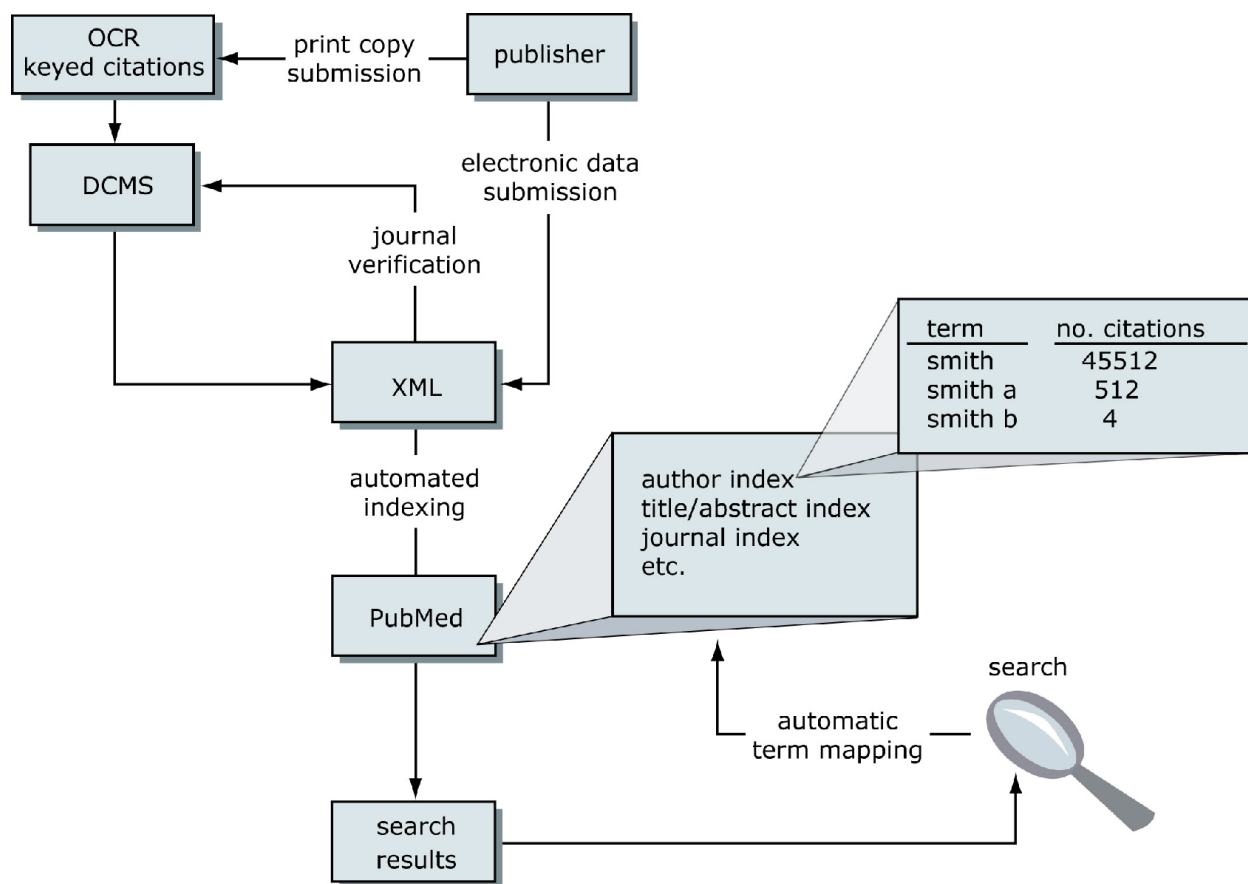 OCR
keyed citations
print copy
submission
publisher
DCMS
electronic data
submission
journal
verification
XML
term no. citations
smith 45512
smith a 512
smith b 4
automated
indexing
author index
title/abstract index
journal index
etc.
PubMed
search
automatic
term mapping
search
results